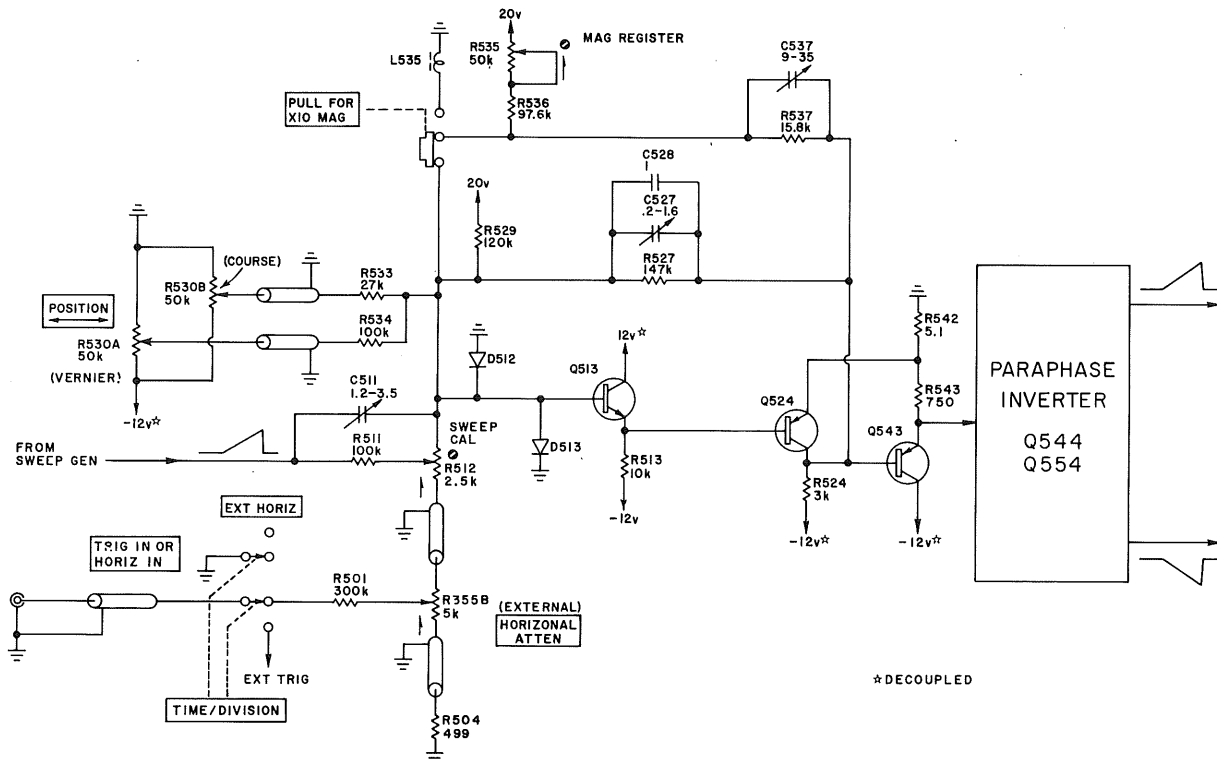 20v
R535
50k
MAG REGISTER
L535
C537
9-35
PULL FOR
X10 MAG
R536
97.6k
R537
15.8k
C528
1
20v
C527
.2-1.6
R529
120k
R527
147k
(COURSE)
R530B
50k
R533
27k
POSITION
R534
100k
R530A
50k
(VERNIER)
-12v☆
D512
12v☆
Q513
R542
5.1
Q524
R543
750
PARAPHASE
INVERTER
Q544
Q554
C511
1.2-3.5
SWEEP
CAL
D513
Q543
FROM
SWEEP GEN
R511
100k
R512
2.5k
R513
10k
R524
3k
-12v
-12v☆
-12v☆
EXT HORIZ
TRIG IN OR
HORIZ IN
R501
300k
R355B
5k
(EXTERNAL)
HORIZONAL
ATTEN
EXT TRIG
TIME/DIVISION
☆DECOUPLED
R504
499